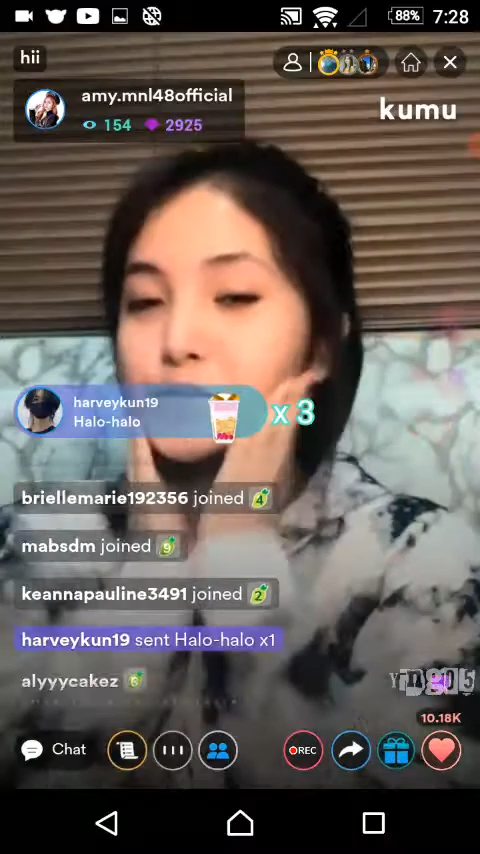 88% 7:28
hii
amy.mnl48official
154 2925
kumu
harveykun19
Halo-halo
x 3
briellemarie192356 joined 4
mabsdm joined 9
keannapauline3491 joined 2
harveykun19 sent Halo-halo x1
alyyycakez
10.18K
Chat
REC